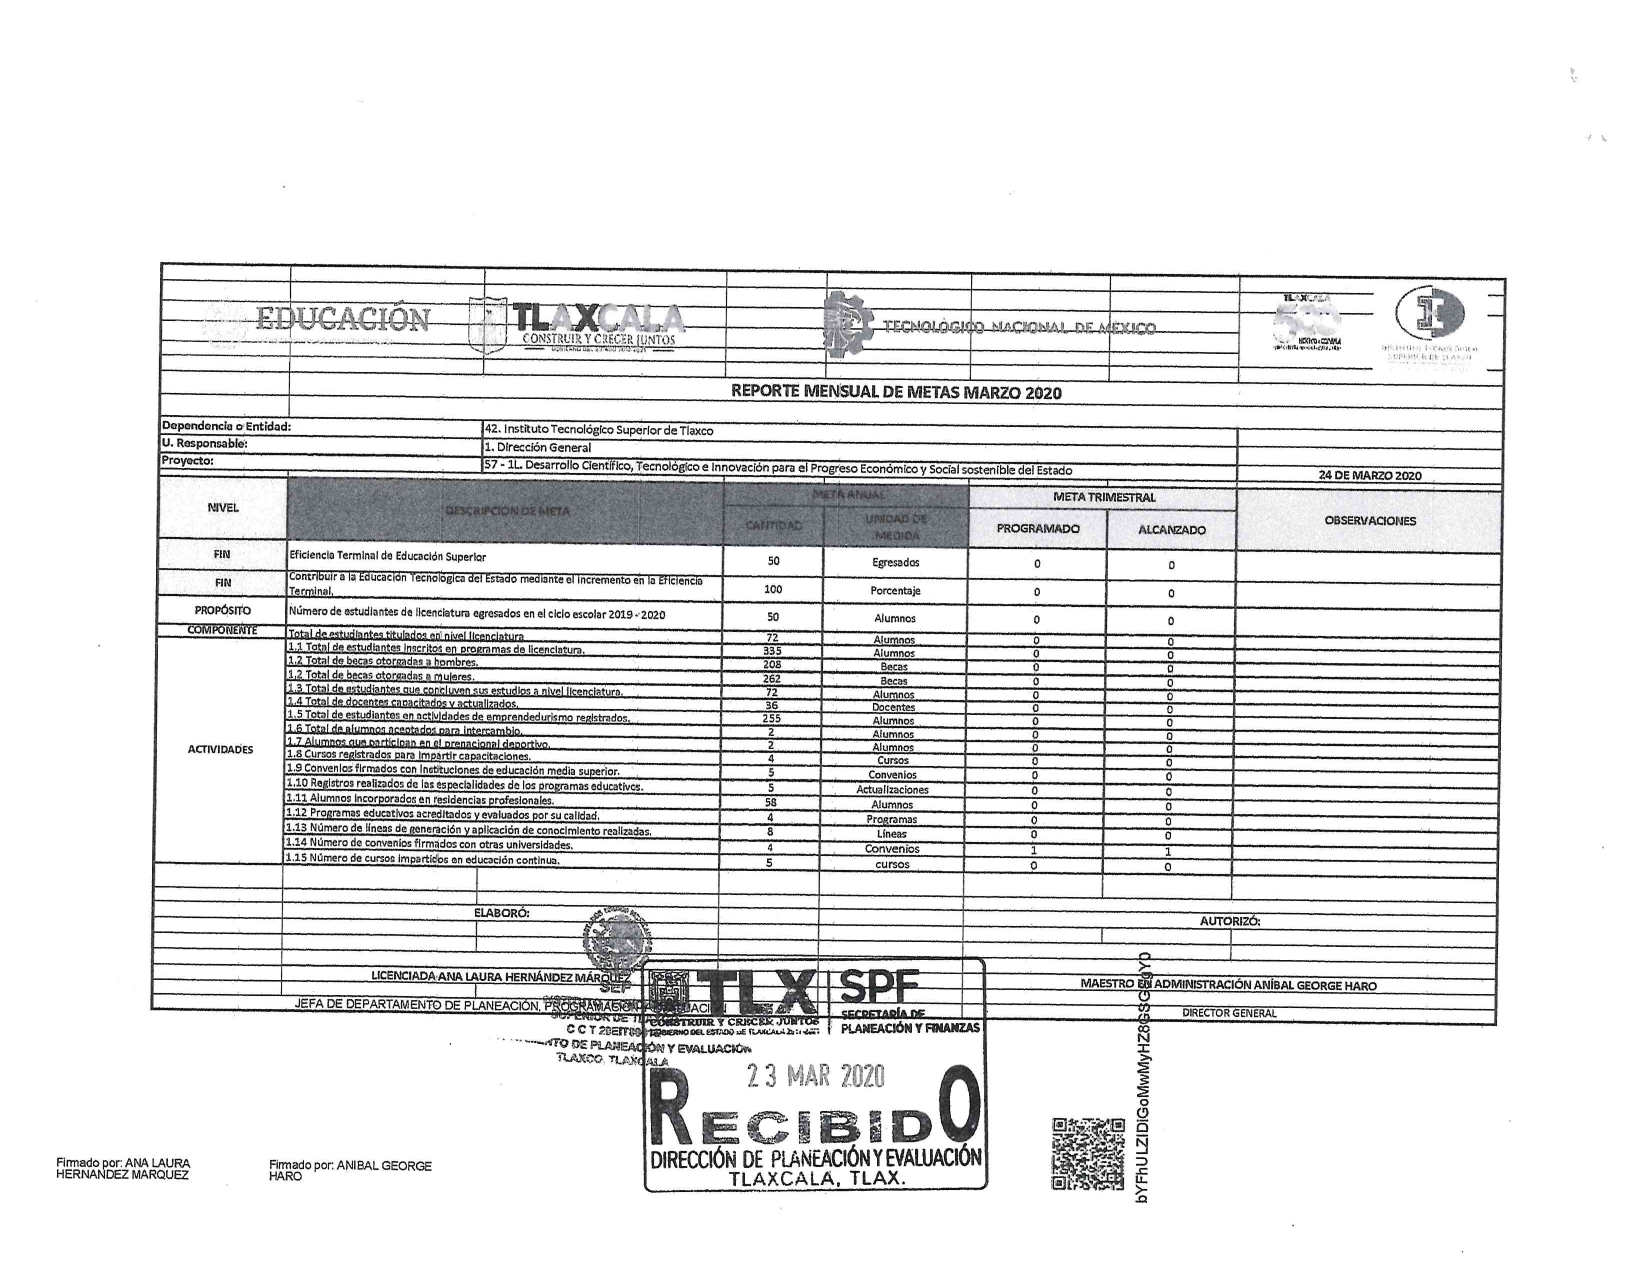 EDUCACIÓN
TLAXCALA
CONSTRUIR Y CRECER JUNTOS
TECNOLÓGICO NACIONAL DE MEXICO
TLAXCALA
REPORTE MENSUAL DE METAS MARZO 2020
Dependencia o Entidad: 42. Instituto Tecnológico Superior de Tlaxco
U. Responsable: 1. Dirección General
Proyecto: 57 - 1L. Desarrollo Científico, Tecnológico e Innovación para el Progreso Económico y Social sostenible del Estado
24 DE MARZO 2020
NIVEL DESCRIPCION DE META META ANUAL META TRIMESTRAL OBSERVACIONES
CANTIDAD UNIDAD DE MEDIDA PROGRAMADO ALCANZADO
FIN Eficiencia Terminal de Educación Superior 50 Egresados 0 0
FIN Contribuir a la Educación Tecnológica del Estado mediante el Incremento en la Eficiencia
Terminal. 100 Porcentaje 0 0
PROPÓSITO Número de estudiantes de licenciatura egresados en el ciclo escolar 2019 - 2020 50 Alumnos 0 0
COMPONENTE Total de estudiantes titulados en nivel licenciatura 72 Alumnos 0 0
ACTIVIDADES
1.1 Total de estudiantes inscritos en programas de licenciatura. 335 Alumnos 0 0
1.2 Total de becas otorgadas a hombres. 208 Becas 0 0
1.2 Total de becas otorgadas a mujeres. 262 Becas 0 0
1.3 Total de estudiantes que concluyen sus estudios a nivel licenciatura. 72 Alumnos 0 0
1.4 Total de docentes capacitados y actualizados. 36 Docentes 0 0
1.5 Total de estudiantes en actividades de emprendedurismo registrados. 255 Alumnos 0 0
1.6 Total de alumnos aceptados para intercambio. 2 Alumnos 0 0
1.7 Alumnos que participan en el prenacional deportivo. 2 Alumnos 0 0
1.8 Cursos registrados para impartir capacitaciones. 4 Cursos 0 0
1.9 Convenios firmados con Instituciones de educación media superior. 5 Convenios 0 0
1.10 Registros realizados de las especialidades de los programas educativos. 5 Actualizaciones 0 0
1.11 Alumnos incorporados en residencias profesionales. 58 Alumnos 0 0
1.12 Programas educativos acreditados y evaluados por su calidad. 4 Programas 0 0
1.13 Número de líneas de generación y aplicación de conocimiento realizadas. 8 Líneas 0 0
1.14 Número de convenios firmados con otras universidades. 4 Convenios 1 1
1.15 Número de cursos impartidos en educación continua. 5 cursos 0 0
ELABORÓ:
AUTORIZÓ:
LICENCIADA ANA LAURA HERNÁNDEZ MÁRQUEZ
MAESTRO EN ADMINISTRACIÓN ANÍBAL GEORGE HARO
JEFA DE DEPARTAMENTO DE PLANEACIÓN, PROGRAMACIÓN
DIRECTOR GENERAL
SEP
TO DE PLANEACIÓN Y EVALUACIÓN
TLAXCO, TLAXCALA
TLX
CONSTRUIR Y CRECER JUNTOS
SPF
SECRETARÍA DE
PLANEACIÓN Y FINANZAS
23 MAR 2020
RECIBIDO
DIRECCIÓN DE PLANEACIÓN Y EVALUACIÓN
TLAXCALA, TLAX.
Firmado por: ANA LAURA
HERNANDEZ MARQUEZ
Firmado por: ANIBAL GEORGE
HARO